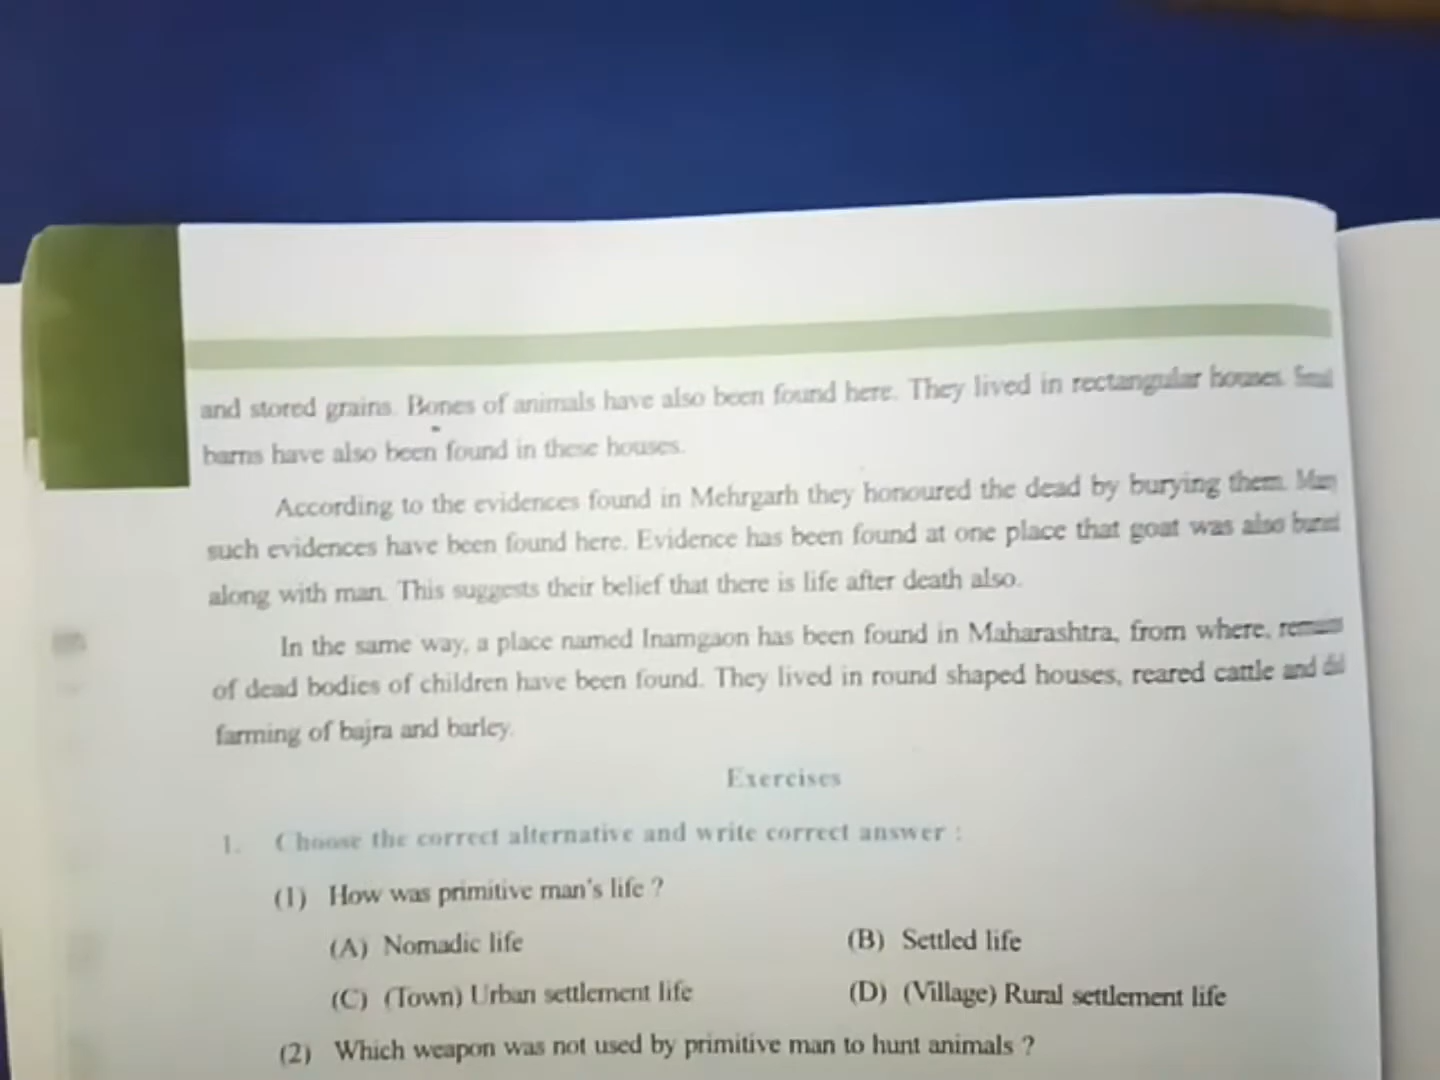 and stored grains. Bones of animals have also been found here. They lived in rectangular houses. Small
barns have also been found in these houses.
According to the evidences found in Mehrgarh they honoured the dead by burying them. Many
such evidences have been found here. Evidence has been found at one place that goat was also buried
along with man. This suggests their belief that there is life after death also.
In the same way, a place named Inamgaon has been found in Maharashtra, from where, remains
of dead bodies of children have been found. They lived in round shaped houses, reared cattle and did
farming of bajra and barley.
Exercises
1. Choose the correct alternative and write correct answer :
(1) How was primitive man's life ?
(A) Nomadic life (B) Settled life
(C) (Town) Urban settlement life (D) (Village) Rural settlement life
(2) Which weapon was not used by primitive man to hunt animals ?